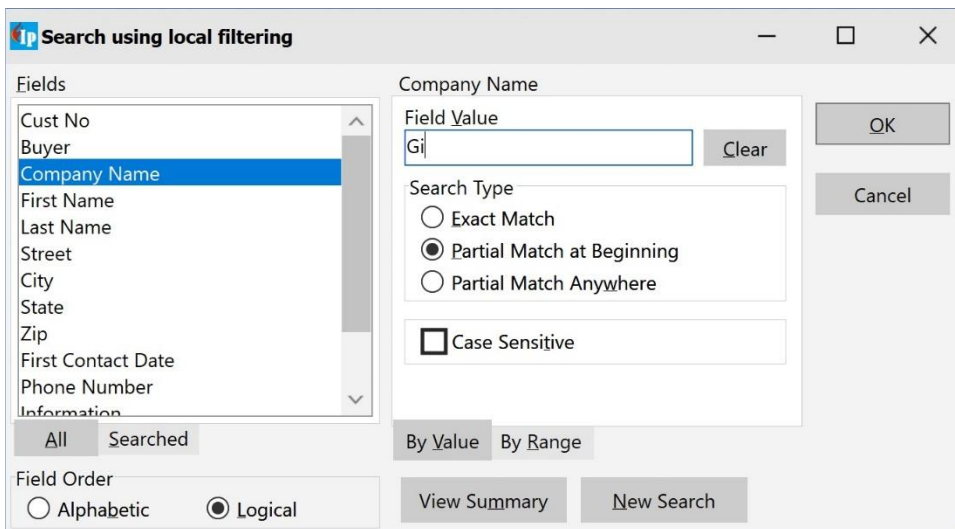 Ip Search using local filtering
Fields
Cust No
Buyer
Company Name
First Name
Last Name
Street
City
State
Zip
First Contact Date
Phone Number
Information
All Searched
Field Order
Alphabetic Logical
Company Name
Field Value
Gi
Clear
Search Type
Exact Match
Partial Match at Beginning
Partial Match Anywhere
Case Sensitive
By Value By Range
View Summary New Search
OK
Cancel